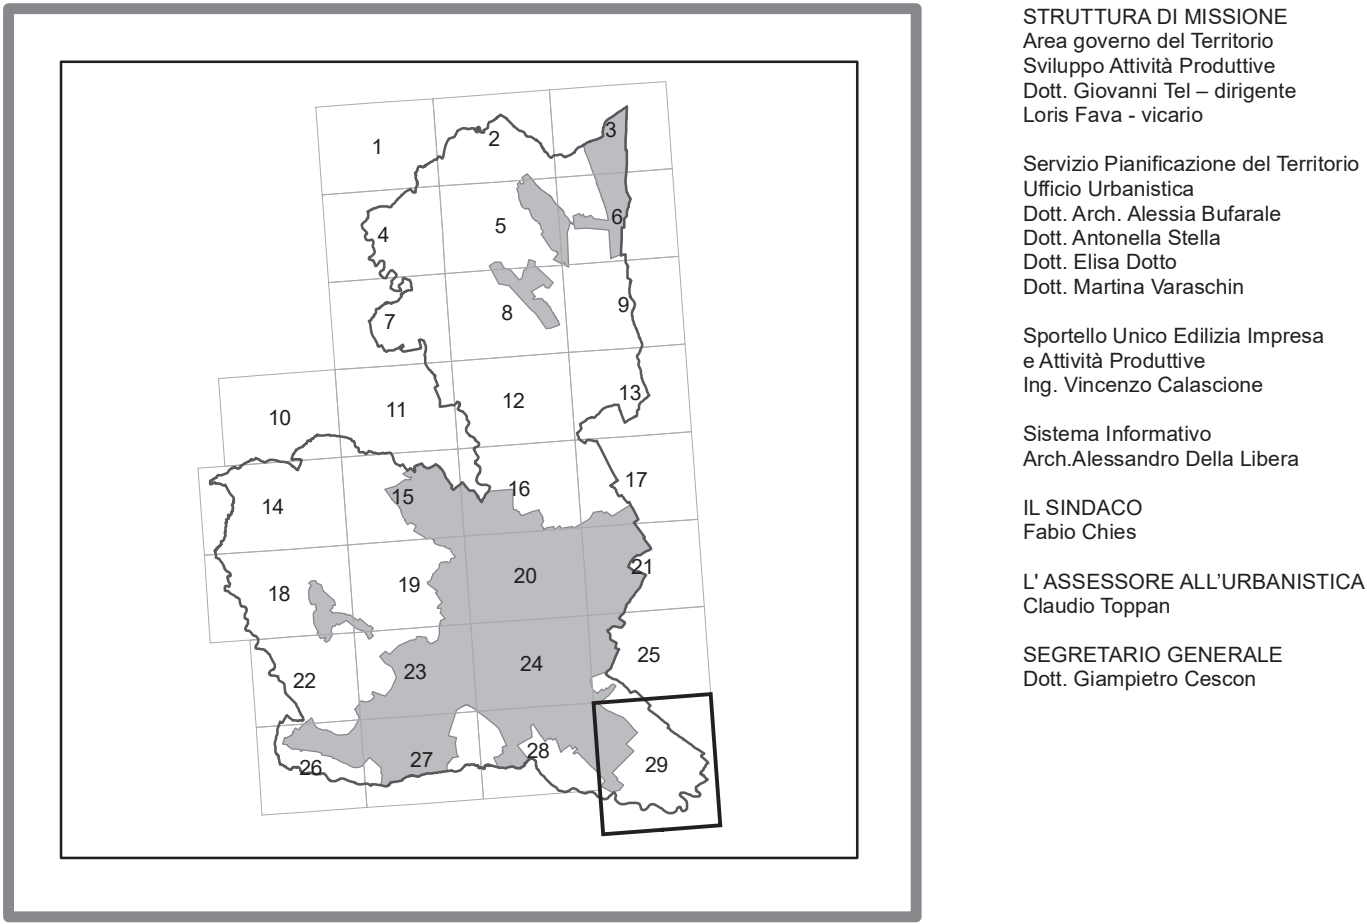 1
2
3
4
5
6
7
8
9
10
11
12
13
14
15
16
17
18
19
20
21
22
23
24
25
26
27
28
29
STRUTTURA DI MISSIONE
Area governo del Territorio
Sviluppo Attività Produttive
Dott. Giovanni Tel – dirigente
Loris Fava - vicario
Servizio Pianificazione del Territorio
Ufficio Urbanistica
Dott. Arch. Alessia Bufarale
Dott. Antonella Stella
Dott. Elisa Dotto
Dott. Martina Varaschin
Sportello Unico Edilizia Impresa
e Attività Produttive
Ing. Vincenzo Calascione
Sistema Informativo
Arch.Alessandro Della Libera
IL SINDACO
Fabio Chies
L' ASSESSORE ALL’URBANISTICA
Claudio Toppan
SEGRETARIO GENERALE
Dott. Giampietro Cescon